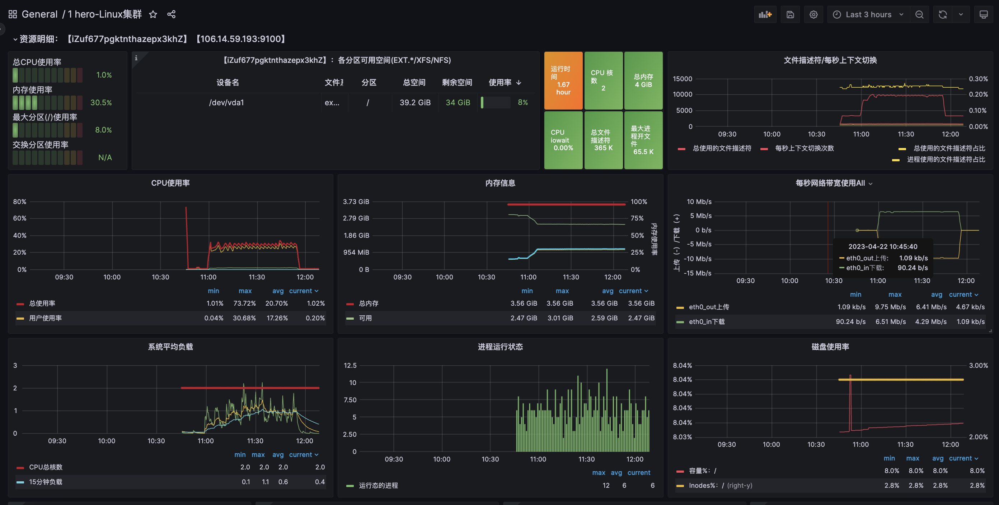 General / 1 hero-Linux集群
Last 3 hours
资源明细：【iZuf677pgktnthazepx3khZ】【106.14.59.193:9100】
总CPU使用率
1.0%
内存使用率
30.5%
最大分区(/)使用率
8.0%
交换分区使用率
N/A
【iZuf677pgktnthazepx3khZ】：各分区可用空间(EXT.*/XFS/NFS)
设备名 文件 分区 总空间 剩余空间 使用率
/dev/vda1 ex... / 39.2 GiB 34 GiB 8%
运行时间
1.67 hour
CPU 核数
2
总内存
4 GiB
CPU iowait
0.00%
总文件描述符
365 K
最大进程开文件
65.5 K
文件描述符/每秒上下文切换
15000
10000
5000
0
0.30%
0.20%
0.10%
0.00%
09:30 10:00 10:30 11:00 11:30 12:00
总使用的文件描述符 每秒上下文切换次数 总使用的文件描述符占比
进程使用的文件描述符占比
CPU使用率
80%
60%
40%
20%
0%
09:30 10:00 10:30 11:00 11:30 12:00
min max avg current
总使用率 1.01% 73.72% 20.70% 1.02%
用户使用率 0.04% 30.68% 17.26% 0.20%
内存信息
3.73 GiB
2.79 GiB
1.86 GiB
954 MiB
0 B
100%
75%
50%
25%
0%
内存使用率
09:30 10:00 10:30 11:00 11:30 12:00
min max avg current
总内存 3.56 GiB 3.56 GiB 3.56 GiB 3.56 GiB
可用 2.47 GiB 3.01 GiB 2.59 GiB 2.47 GiB
每秒网络带宽使用All
上传（-）/下载（+）
10 Mb/s
5 Mb/s
0 b/s
-5 Mb/s
-10 Mb/s
-15 Mb/s
2023-04-22 10:45:40
eth0_out上传: 1.09 kb/s
eth0_in下载: 90.24 b/s
09:30 10:00 10:30 11:00 11:30 12:00
min max avg current
eth0_out上传 1.09 kb/s 9.75 Mb/s 6.41 Mb/s 4.67 kb/s
eth0_in下载 90.24 b/s 6.51 Mb/s 4.29 Mb/s 1.09 kb/s
系统平均负载
3
2
1
0
09:30 10:00 10:30 11:00 11:30 12:00
min max avg current
CPU总核数 2.0 2.0 2.0 2.0
15分钟负载 0.1 1.1 0.6 0.4
进程运行状态
12.5
10
7.50
5
2.50
0
09:30 10:00 10:30 11:00 11:30 12:00
max avg current
运行态的进程 12 6 6
磁盘使用率
8.04%
8.04%
8.04%
8.04%
8.04%
8.03%
3.00%
2.00%
09:30 10:00 10:30 11:00 11:30 12:00
min max avg current
容量%：/ 8.0% 8.0% 8.0% 8.0%
Inodes%：/ (right-y) 2.8% 2.8% 2.8% 2.8%